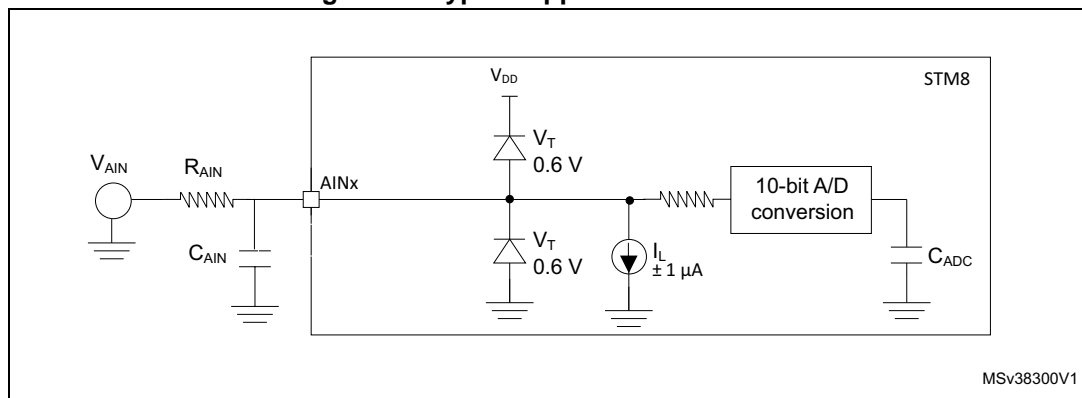 V_DD
STM8
V_T
0.6 V
V_AIN
R_AIN
AINx
10-bit A/D
conversion
C_AIN
V_T
0.6 V
I_L
± 1 µA
C_ADC
MSv38300V1